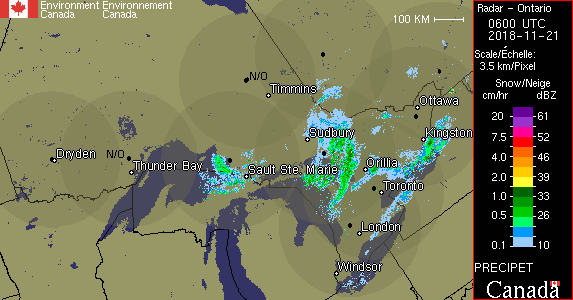 Environment Environnement
Canada Canada
100 KM
N/O
Timmins
Ottawa
Sudbury
Kingston
Dryden
N/O
Thunder Bay
Sault Ste. Marie
Orillia
Toronto
London
Windsor
Radar - Ontario
0600 UTC
2018-11-21
Scale/Échelle:
3.5 km/Pixel
Snow/Neige
cm/hr dBZ
20 61
7.5 52
4.0 46
2.0 39
1.0 33
0.5 26
0.1 10
PRECIPET
Canada